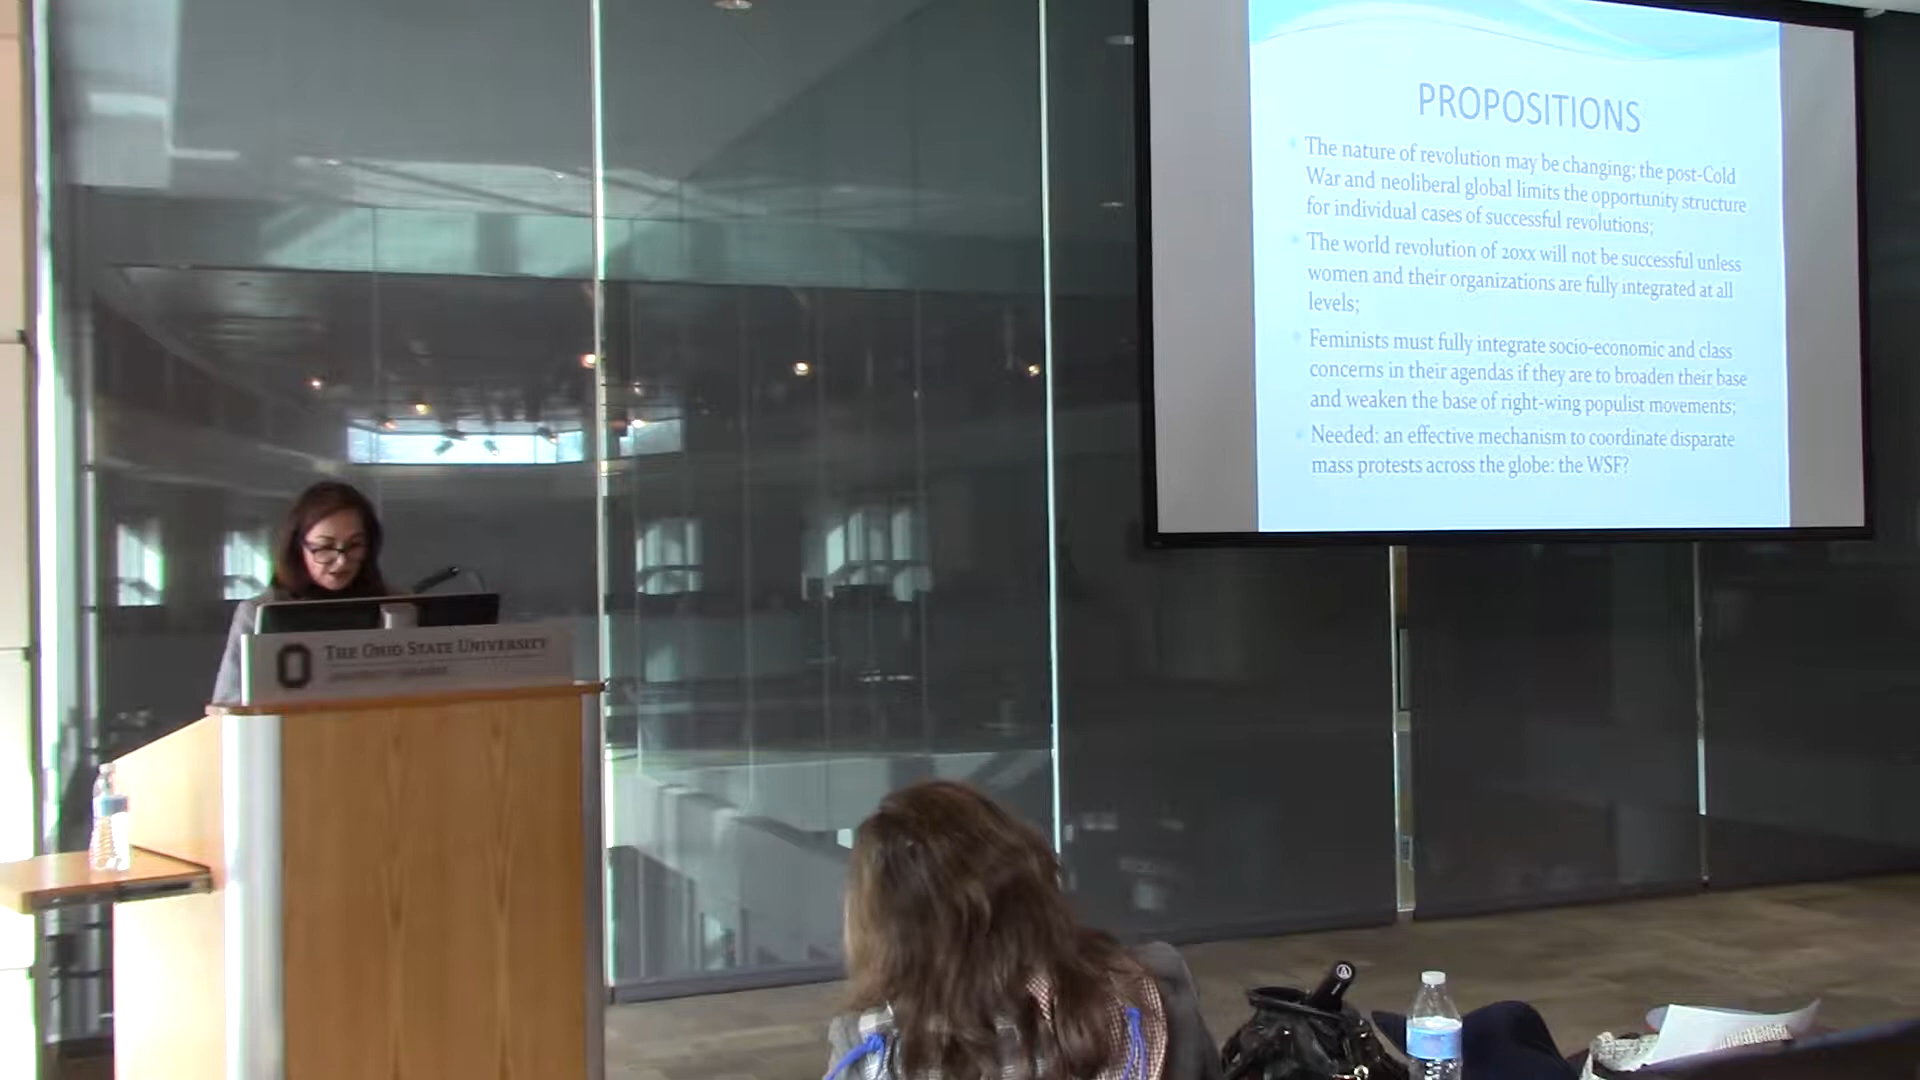 PROPOSITIONS
The nature of revolution may be changing; the post-Cold
War and neoliberal global limits the opportunity structure
for individual cases of successful revolutions;
The world revolution of 20xx will not be successful unless
women and their organizations are fully integrated at all
levels;
Feminists must fully integrate socio-economic and class
concerns in their agendas if they are to broaden their base
and weaken the base of right-wing populist movements;
Needed: an effective mechanism to coordinate disparate
mass protests across the globe: the WSF?
O
THE OHIO STATE UNIVERSITY